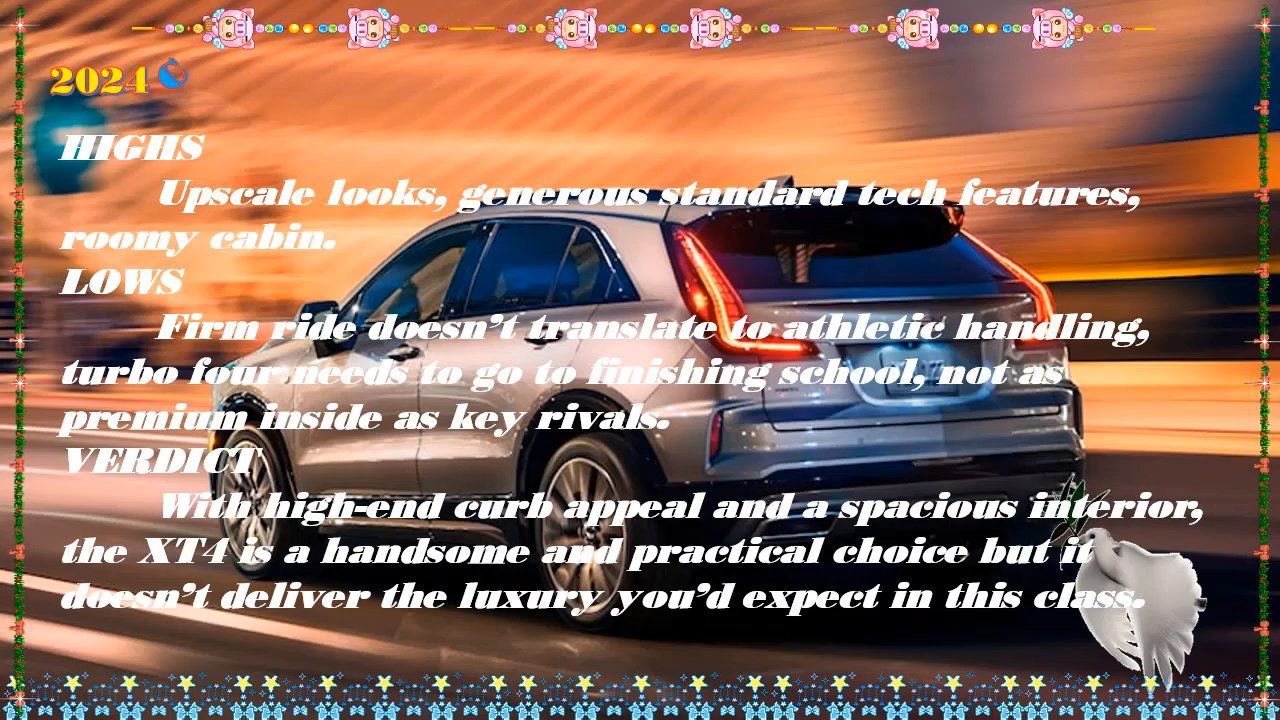 2024
HIGHS
Upscale looks, generous standard tech features,
roomy cabin.
LOWS
Firm ride doesn’t translate to athletic handling,
turbo four needs to go to finishing school, not as
premium inside as key rivals.
VERDICT
With high-end curb appeal and a spacious interior,
the XT4 is a handsome and practical choice but it
doesn’t deliver the luxury you’d expect in this class.